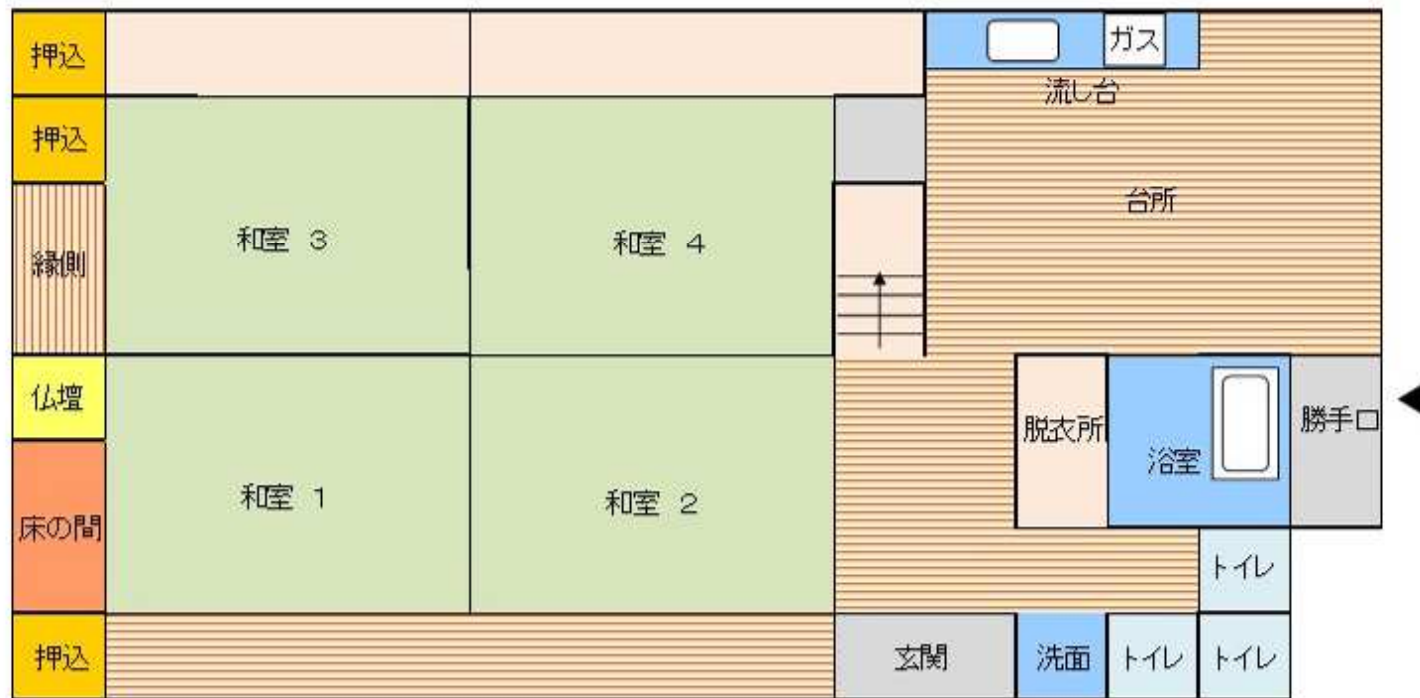 押込
ガス
流し台
押込
台所
和室 3
和室 4
縁側
仏壇
脱衣所
勝手口
浴室
和室 1
和室 2
床の間
トイレ
押込
玄関
洗面
トイレ
トイレ